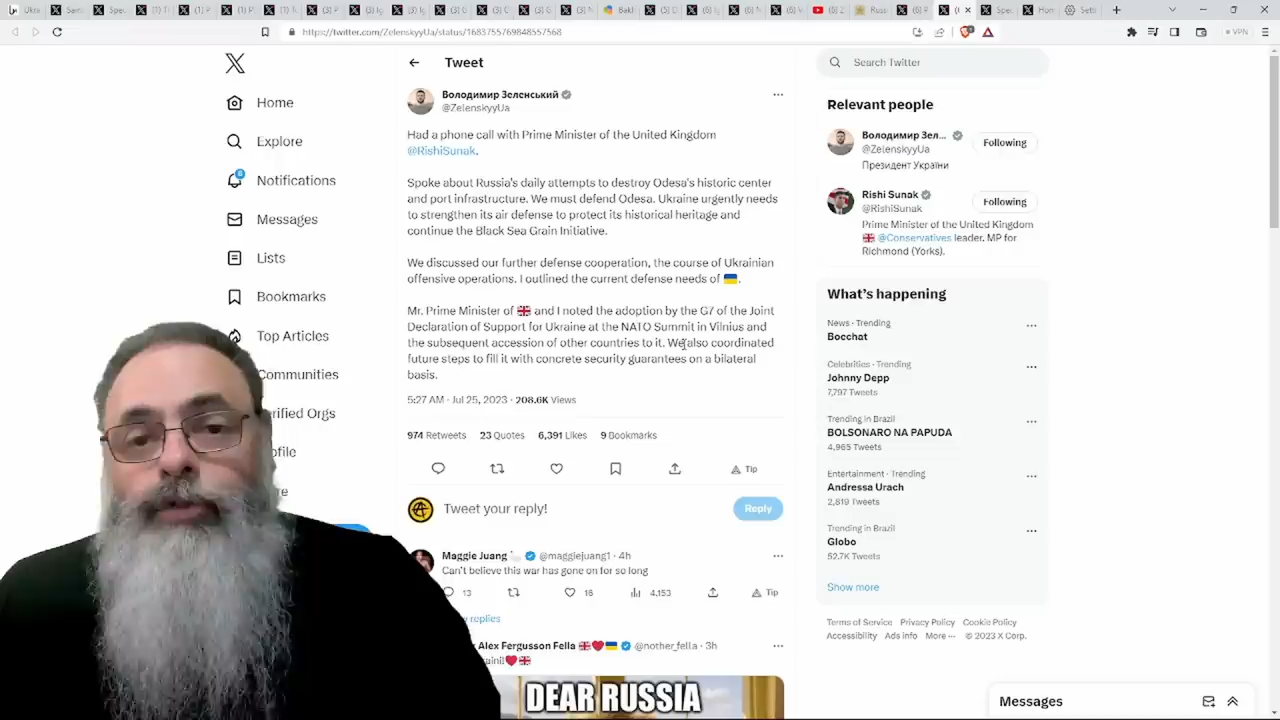 https://twitter.com/ZelenskyyUa/status/1683755769848557568
VPN
Home
Explore
8
Notifications
Messages
Lists
Bookmarks
Top Articles
Communities
Tweet
Володимир Зеленський
@ZelenskyyUa
Had a phone call with Prime Minister of the United Kingdom
@RishiSunak.
Spoke about Russia's daily attempts to destroy Odesa's historic center
and port infrastructure. We must defend Odesa. Ukraine urgently needs
to strengthen its air defense to protect its historical heritage and
continue the Black Sea Grain Initiative.
We discussed our further defense cooperation, the course of Ukrainian
offensive operations. I outlined the current defense needs of 🇺🇦.
Mr. Prime Minister of 🇬🇧 and I noted the adoption by the G7 of the Joint
Declaration of Support for Ukraine at the NATO Summit in Vilnius and
the subsequent accession of other countries to it. We also coordinated
future steps to fill it with concrete security guarantees on a bilateral
basis.
5:27 AM · Jul 25, 2023 · 208.6K Views
974 Retweets 23 Quotes 6,391 Likes 9 Bookmarks
Tip
Tweet your reply!
Reply
Maggie Juang @maggiejuang1 · 4h
Can't believe this war has gone on for so long
13 16 4,153 Tip
replies
Alex Fergusson Fella 🇬🇧❤️🇺🇦 @nother_fella · 3h
DEAR RUSSIA
Search Twitter
Relevant people
Володимир Зел...
@ZelenskyyUa
Following
Президент України
Rishi Sunak
@RishiSunak
Following
Prime Minister of the United Kingdom
🇬🇧 @Conservatives leader. MP for
Richmond (Yorks).
What's happening
News · Trending
Bocchat
Celebrities · Trending
Johnny Depp
7,797 Tweets
Trending in Brazil
BOLSONARO NA PAPUDA
4,965 Tweets
Entertainment · Trending
Andressa Urach
2,819 Tweets
Trending in Brazil
Globo
52.7K Tweets
Show more
Terms of Service Privacy Policy Cookie Policy
Accessibility Ads info More ··· © 2023 X Corp.
Messages